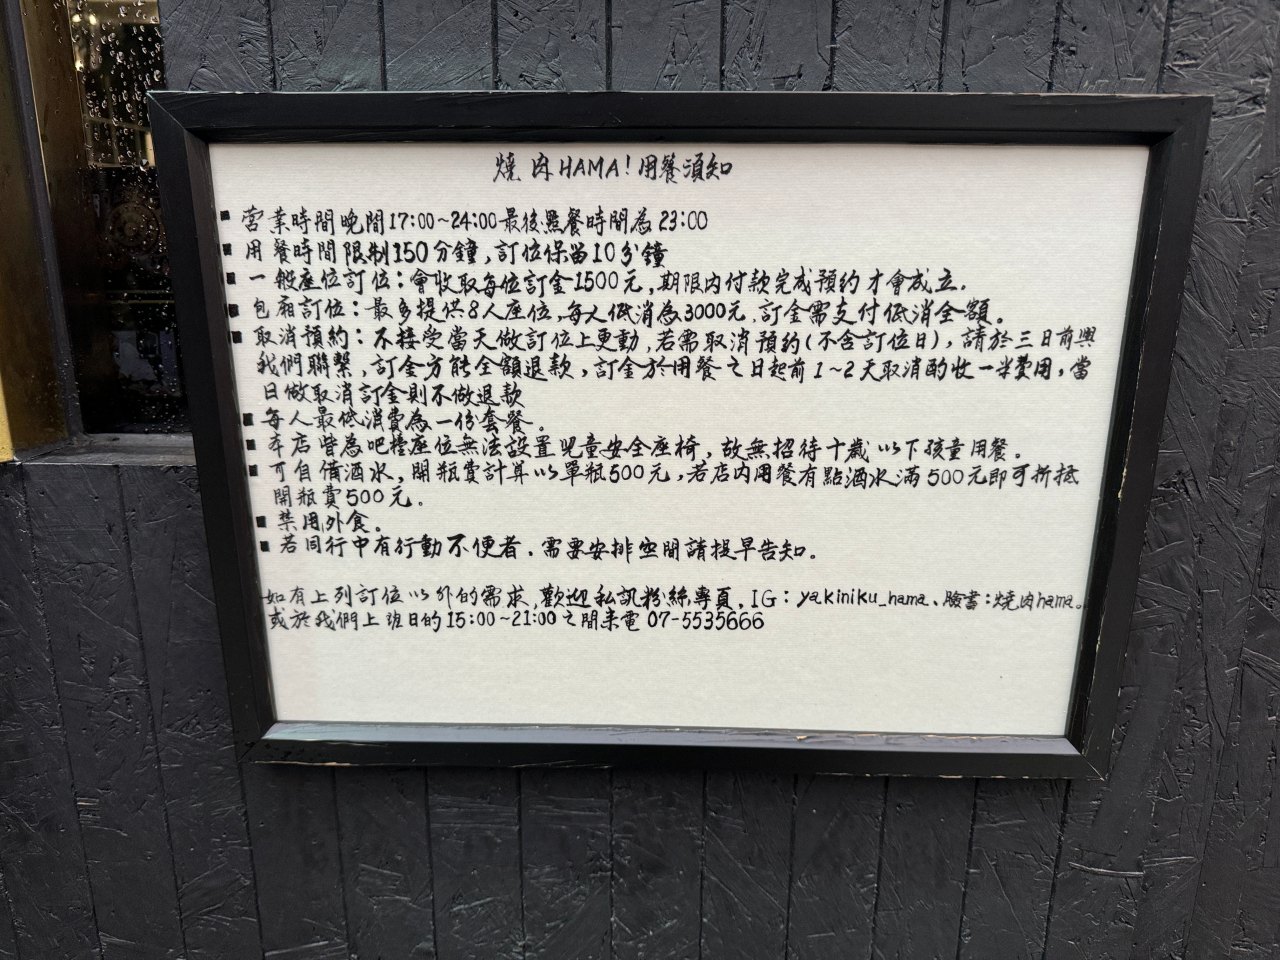 燒肉HAMA!用餐須知
■ 營業時間晚間17:00~24:00最後點餐時間為23:00
■ 用餐時間限制150分鐘,訂位保留10分鐘
■ 一般座位訂位:會收取每位訂金1500元,期限內付款完成預約才會成立.
■ 包廂訂位:最多提供8人座位,每人低消為3000元.訂金需支付低消全額。
■ 取消預約:不接受當天做訂位上更動,若需取消預約(不含訂位日),請於三日前與
我們聯繫,訂金方能全額退款,訂金於用餐之日起前1~2天取消酌收一半費用,當
日做取消訂金則不做退款
■ 每人最低消費為一份套餐。
■ 本店皆為吧檯座位無法設置兒童安全座椅,故無招待十歲以下孩童用餐。
■ 可自備酒水,開瓶費計算以單瓶500元,若店內用餐有點酒水滿500元即可折抵
開瓶費500元。
■ 禁用外食。
■ 若同行中有行動不便者.需要安排空間請提早告知。
如有上列訂位以外的需求,歡迎私訊粉絲專頁.IG:yakiniku_hama、臉書:燒肉hama。
或於我們上班日的15:00~21:00之間來電 07-5535666